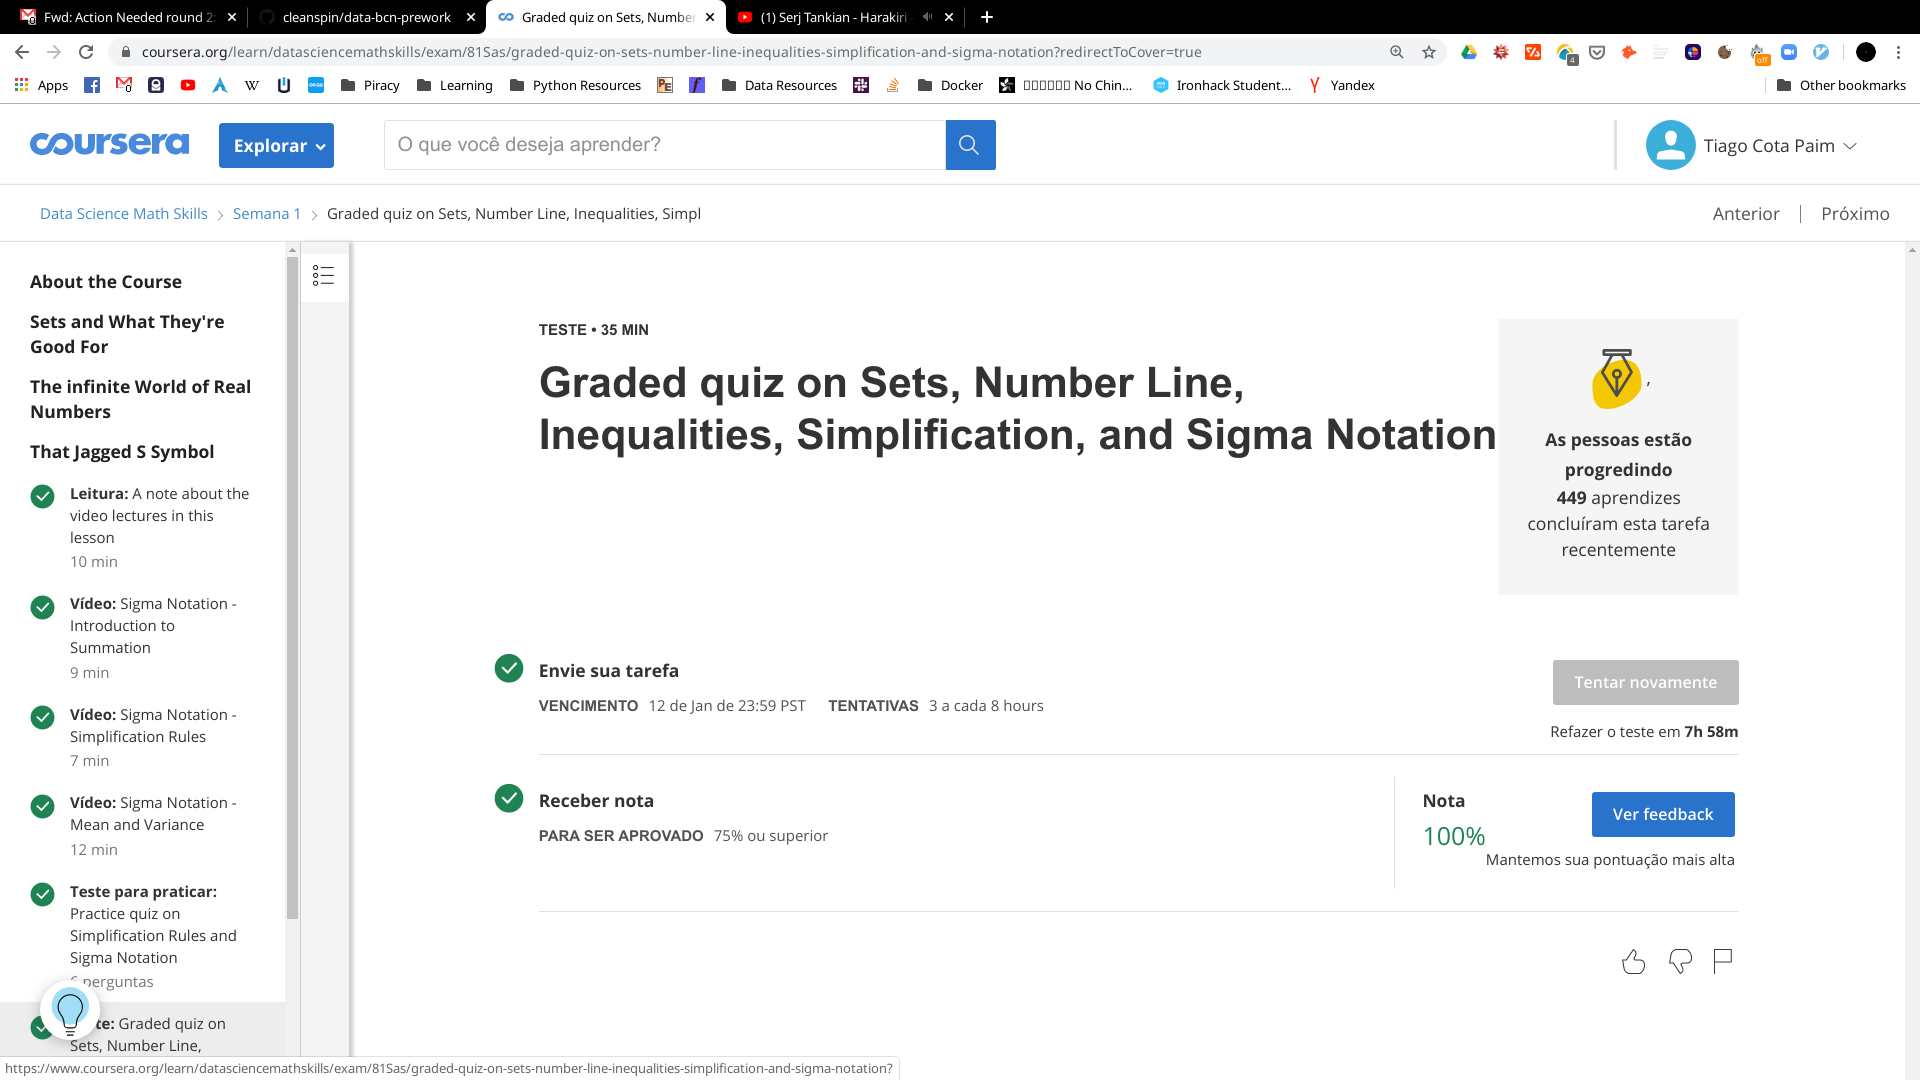 Fwd: Action Needed round 2
cleanspin/data-bcn-prework
Graded quiz on Sets, Number
(1) Serj Tankian - Harakiri -
coursera.org/learn/datasciencemathskills/exam/81Sas/graded-quiz-on-sets-number-line-inequalities-simplification-and-sigma-notation?redirectToCover=true
4
off
Apps
Piracy
Learning
Python Resources
Data Resources
Docker
No Chin...
Ironhack Student...
Yandex
Other bookmarks
coursera
Explorar
O que você deseja aprender?
Tiago Cota Paim
Data Science Math Skills
Semana 1
Graded quiz on Sets, Number Line, Inequalities, Simpl
Anterior
Próximo
About the Course
Sets and What They're
Good For
The infinite World of Real
Numbers
That Jagged S Symbol
Leitura: A note about the
video lectures in this
lesson
10 min
Vídeo: Sigma Notation -
Introduction to
Summation
9 min
Vídeo: Sigma Notation -
Simplification Rules
7 min
Vídeo: Sigma Notation -
Mean and Variance
12 min
Teste para praticar:
Practice quiz on
Simplification Rules and
Sigma Notation
6 perguntas
te: Graded quiz on
Sets, Number Line,
TESTE • 35 MIN
Graded quiz on Sets, Number Line,
Inequalities, Simplification, and Sigma Notation
,
As pessoas estão
progredindo
449 aprendizes
concluíram esta tarefa
recentemente
Envie sua tarefa
VENCIMENTO 12 de Jan de 23:59 PST TENTATIVAS 3 a cada 8 hours
Tentar novamente
Refazer o teste em 7h 58m
Receber nota
PARA SER APROVADO 75% ou superior
Nota
100%
Ver feedback
Mantemos sua pontuação mais alta
https://www.coursera.org/learn/datasciencemathskills/exam/81Sas/graded-quiz-on-sets-number-line-inequalities-simplification-and-sigma-notation?